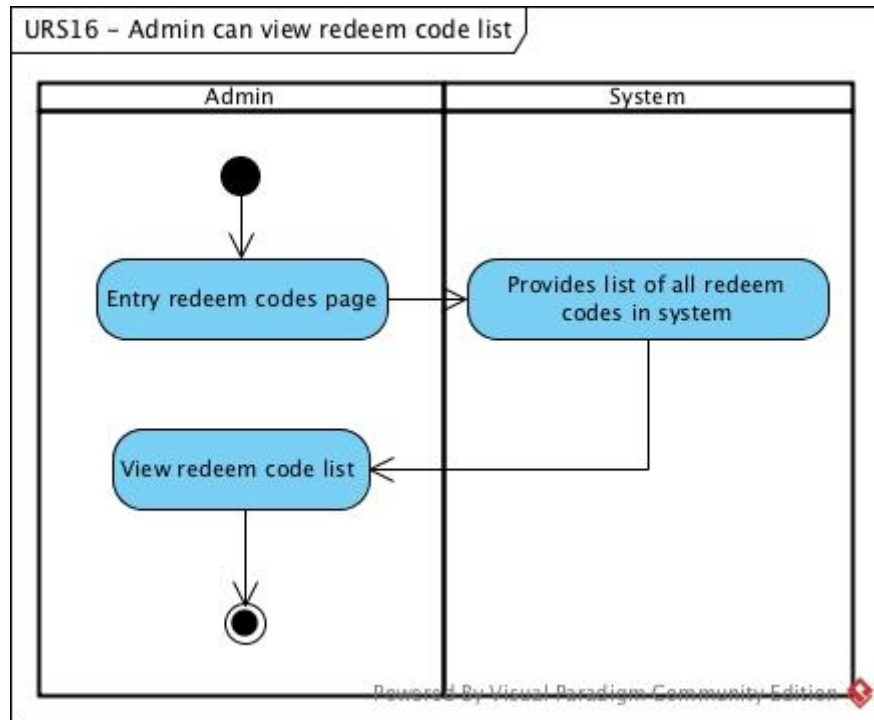 URS16 – Admin can view redeem code list
Admin
System
Entry redeem codes page
Provides list of all redeem
codes in system
View redeem code list
Powered By Visual Paradigm Community Edition